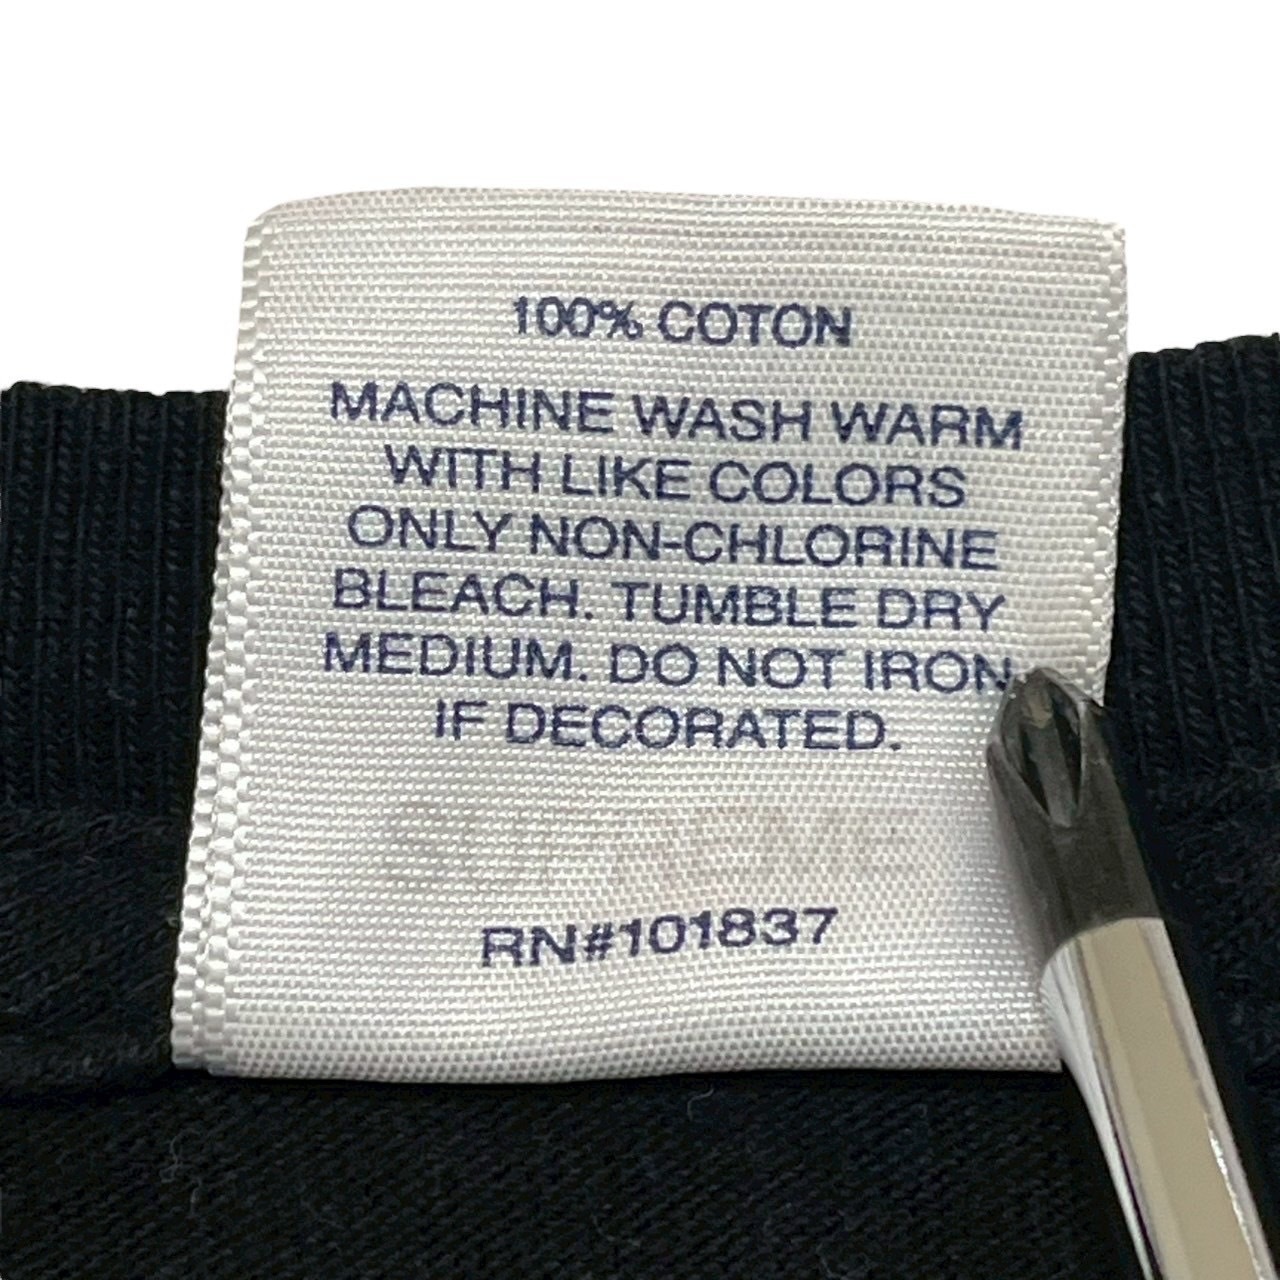 100% COTON
MACHINE WASH WARM
WITH LIKE COLORS
ONLY NON-CHLORINE
BLEACH. TUMBLE DRY
MEDIUM. DO NOT IRON
IF DECORATED.
RN#101837